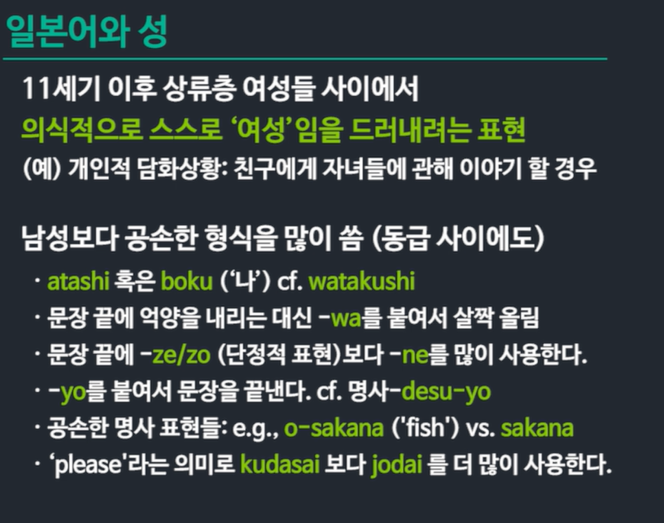 일본어와 성
11세기 이후 상류층 여성들 사이에서
의식적으로 스스로 ‘여성’임을 드러내려는 표현
(예) 개인적 담화상황: 친구에게 자녀들에 관해 이야기 할 경우
남성보다 공손한 형식을 많이 씀 (동급 사이에도)
· atashi 혹은 boku (‘나’) cf. watakushi
· 문장 끝에 억양을 내리는 대신 -wa를 붙여서 살짝 올림
· 문장 끝에 -ze/zo (단정적 표현)보다 -ne를 많이 사용한다.
· -yo를 붙여서 문장을 끝낸다. cf. 명사-desu-yo
· 공손한 명사 표현들: e.g., o-sakana ('fish') vs. sakana
· ‘please'라는 의미로 kudasai 보다 jodai 를 더 많이 사용한다.